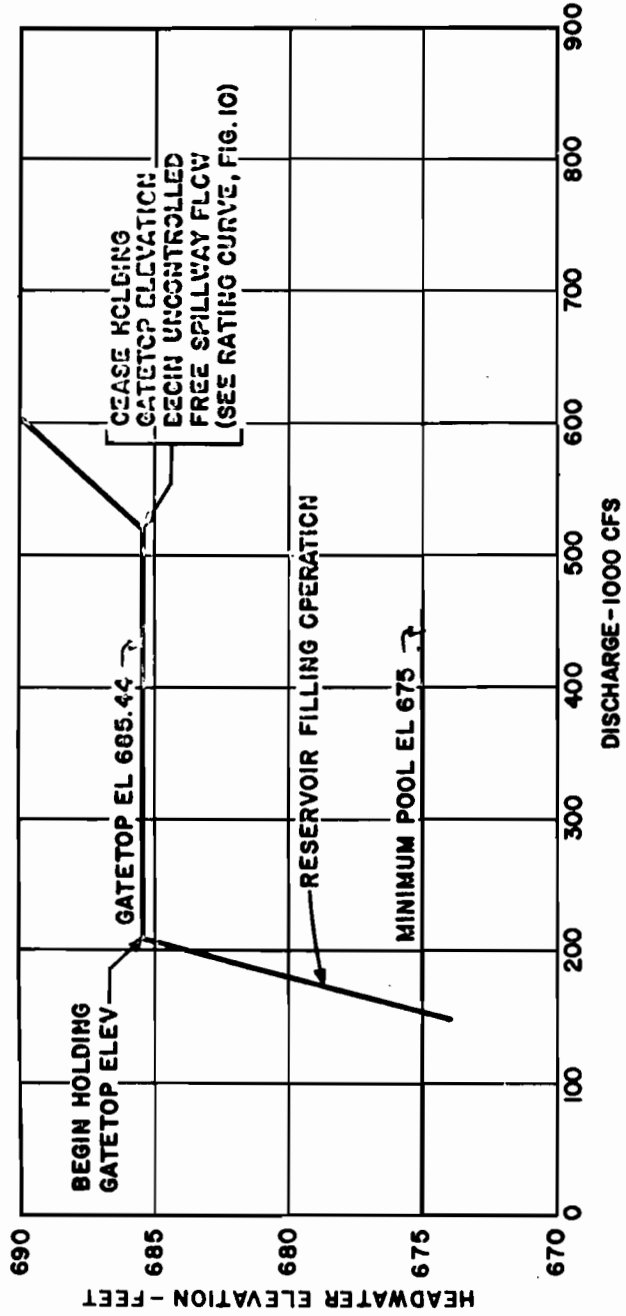 690
685
680
675
670
HEADWATER ELEVATION - FEET
BEGIN HOLDING
GATETOP ELEV
GATETOP EL 685.44
CEASE HOLDING
GATETOP ELEVATION
BEGIN UNCONTROLLED
FREE SPILLWAY FLOW
(SEE RATING CURVE, FIG. 10)
RESERVOIR FILLING OPERATION
MINIMUM POOL EL 675
0
100
200
300
400
500
600
700
800
900
DISCHARGE-1000 CFS